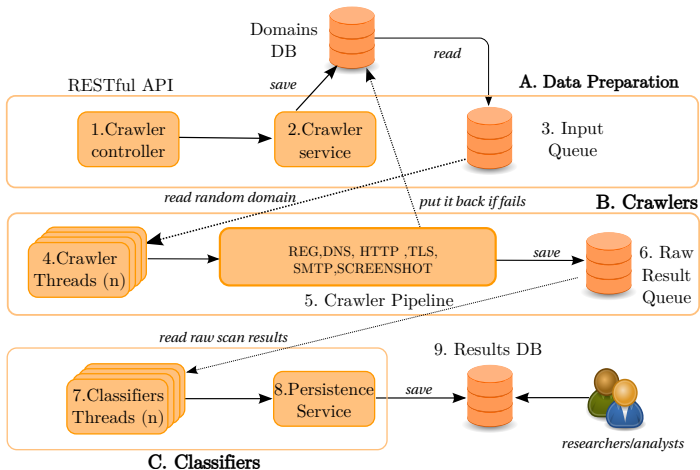 Domains
DB
read
save
RESTful API
A. Data Preparation
1.Crawler
controller
2.Crawler
service
3. Input
Queue
read random domain
put it back if fails
B. Crawlers
4.Crawler
Threads (n)
REG,DNS, HTTP ,TLS,
SMTP,SCREENSHOT
save
6. Raw
Result
Queue
5. Crawler Pipeline
read raw scan results
9. Results DB
7.Classifiers
Threads (n)
8.Persistence
Service
save
researchers/analysts
C. Classifiers